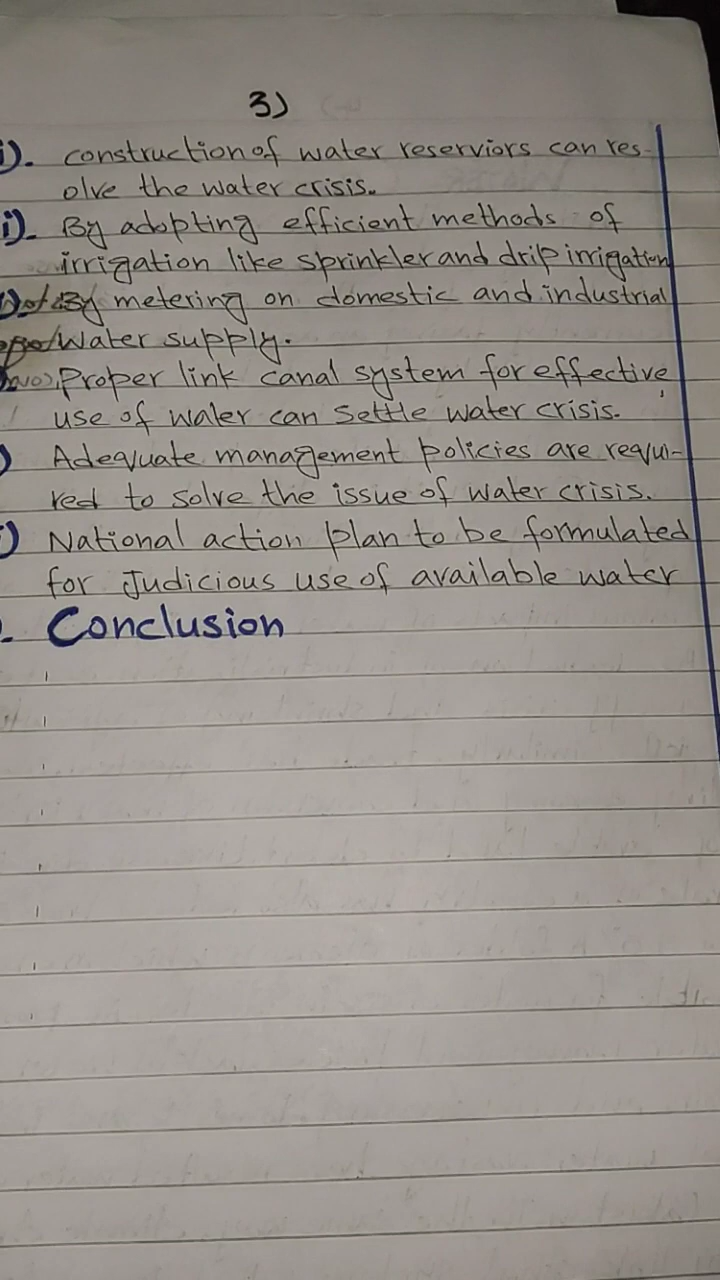 3)
i). construction of water reserviors can res-
olve the water crisis.
i). By adopting efficient methods of
irrigation like sprinkler and drip irrigation
By metering on domestic and industrial
water supply.
Proper link canal system for effective
use of water can settle water crisis.
) Adequate management policies are requi-
red to solve the issue of water crisis.
) National action plan to be formulated
for Judicious use of available water
. Conclusion